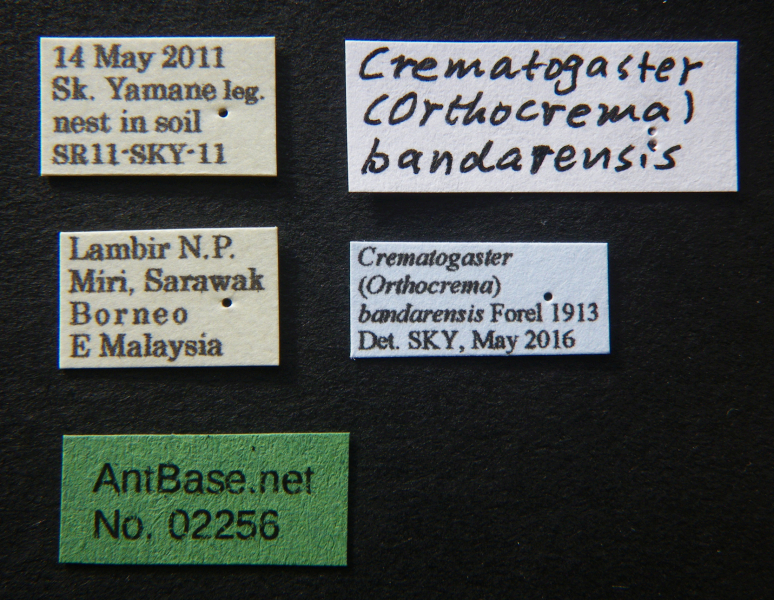 14 May 2011
Sk. Yamane leg.
nest in soil
SR11-SKY-11
Crematogaster
(Orthocrema)
bandarensis
Lambir N.P.
Miri, Sarawak
Borneo
E Malaysia
Crematogaster
(Orthocrema)
bandarensis Forel 1913
Det. SKY, May 2016
AntBase.net
No. 02256